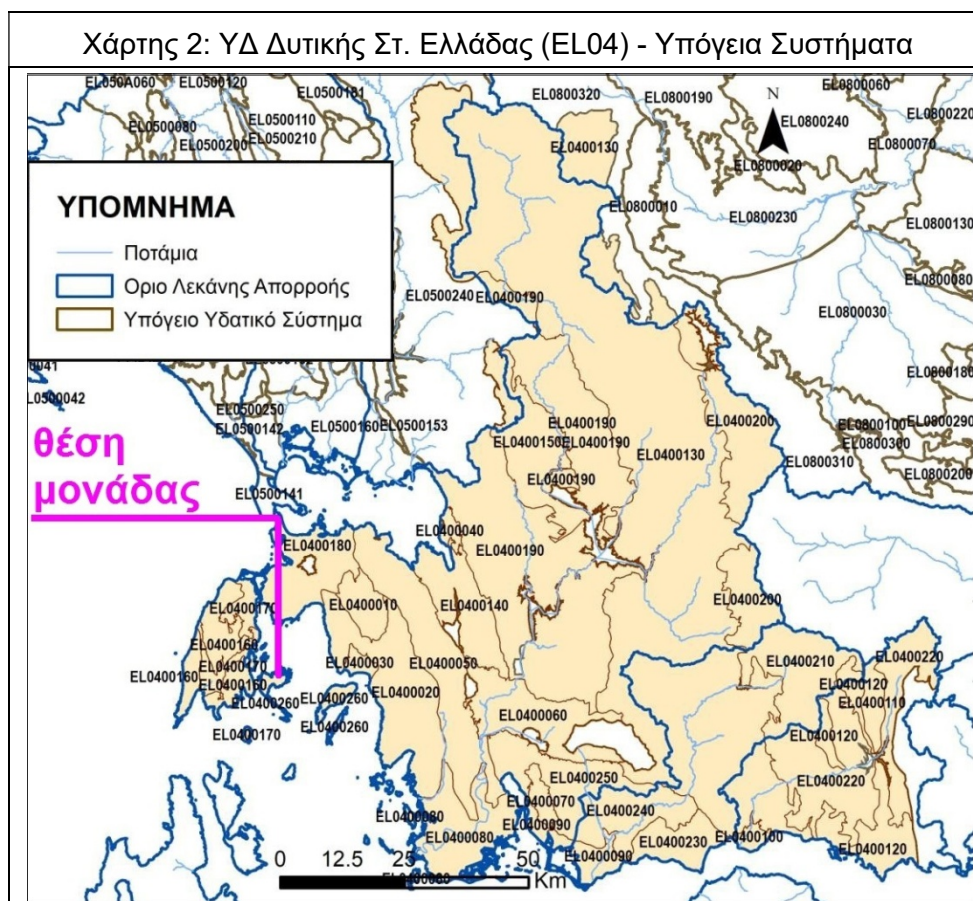 Χάρτης 2: ΥΔ Δυτικής Στ. Ελλάδας (EL04) - Υπόγεια Συστήματα
EL050A060
EL0500120
EL0500181
EL0800320
EL0800190
EL0800060
EL0500080
EL0500110
EL0500200
EL0500210
N
EL0800240
EL0800220
EL0800070
EL0400130
EL0800020
ΥΠΟΜΝΗΜΑ
Ποτάμια
Οριο Λεκάνης Απορροής
Υπόγειο Υδατικό Σύστημα
EL0800010
EL0800230
EL0800130
EL0800080
EL0500240
EL0400190
EL0800030
EL0800180
EL0500250
EL0500142
EL0500160
EL0500153
EL0400190
EL0400150
EL0400190
EL0400130
EL0400200
EL0800100
EL0800290
EL0800300
EL0800310
EL0800200
θέση
μονάδας
EL0400190
EL0500141
EL0400180
EL0400040
EL0400190
EL0400170
EL0400010
EL0400140
EL0400200
EL0400160
EL0400170
EL0400160
EL0400160
EL0400030
EL0400050
EL0400020
EL0400260
EL0400260
EL0400260
EL0400170
EL0400060
EL0400210
EL0400220
EL0400120
EL0400110
EL0400120
EL0400220
EL0400250
EL0400070
EL0400240
EL0400090
EL0400080
EL0400080
EL0400090
EL0400230
EL0400100
EL0400120
0 12.5 25 50
Km